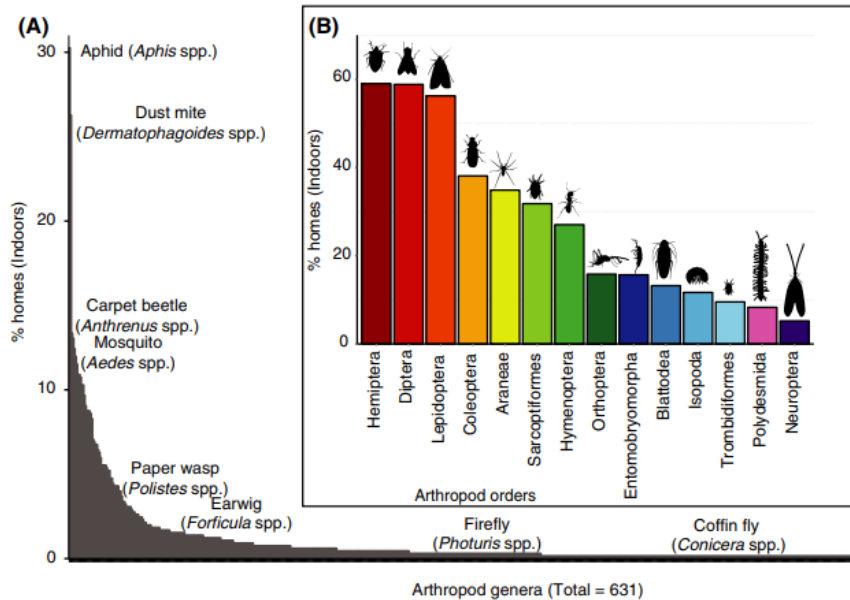 (A)
30
Aphid (Aphis spp.)
Dust mite
(Dermatophagoides spp.)
20
% homes (Indoors)
Carpet beetle
(Anthrenus spp.)
Mosquito
(Aedes spp.)
10
Paper wasp
(Polistes spp.)
Earwig
(Forficula spp.)
Firefly
(Photuris spp.)
Coffin fly
(Conicera spp.)
0
Arthropod genera (Total = 631)
(B)
60
40
% homes (Indoors)
20
0
Hemiptera
Diptera
Lepidoptera
Coleoptera
Araneae
Sarcoptiformes
Hymenoptera
Orthoptera
Entomobryomorpha
Blattodea
Isopoda
Trombidiformes
Polydesmida
Neuroptera
Arthropod orders